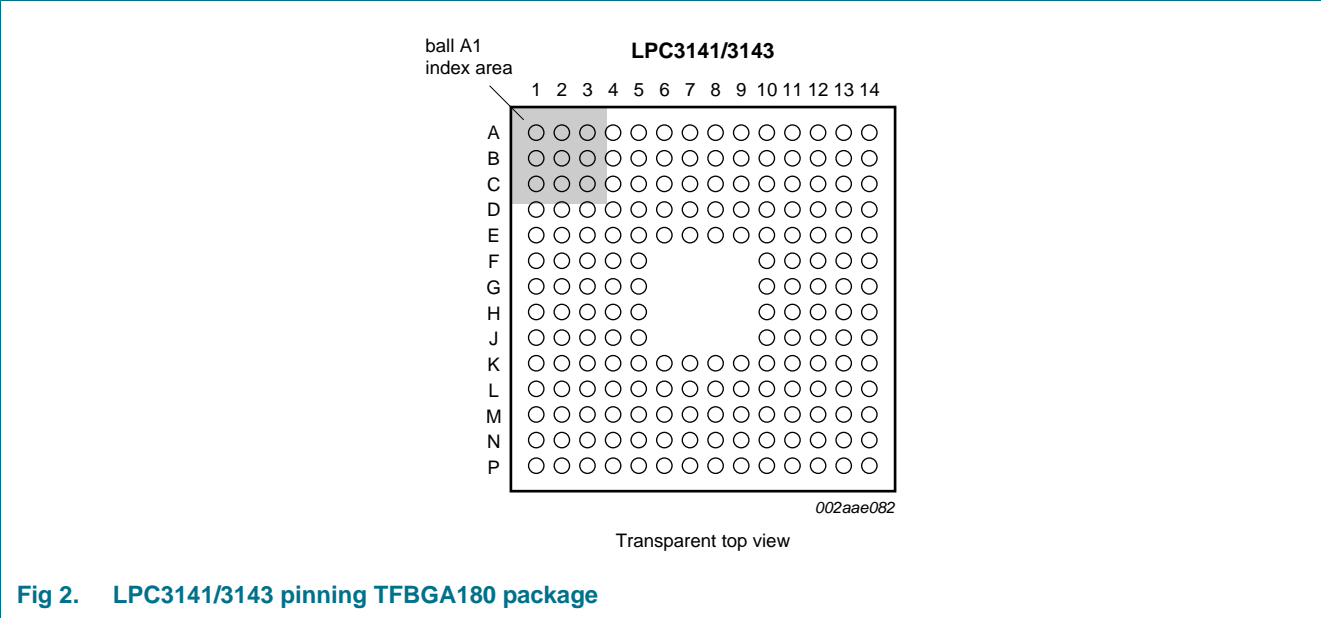 ball A1
index area
LPC3141/3143
1 2 3 4 5 6 7 8 9 10 11 12 13 14
A
B
C
D
E
F
G
H
J
K
L
M
N
P
002aae082
Transparent top view
Fig 2. LPC3141/3143 pinning TFBGA180 package